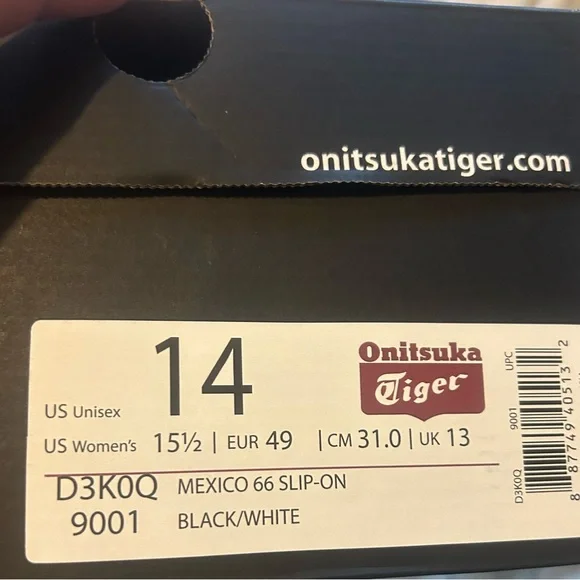 onitsukatiger.com
US Unisex 14
Onitsuka
Tiger
US Women's 15½ | EUR 49 | CM 31.0 | UK 13
D3K0Q MEXICO 66 SLIP-ON
9001 BLACK/WHITE
D3K0Q 9001 UPC
8 87749 40513 2